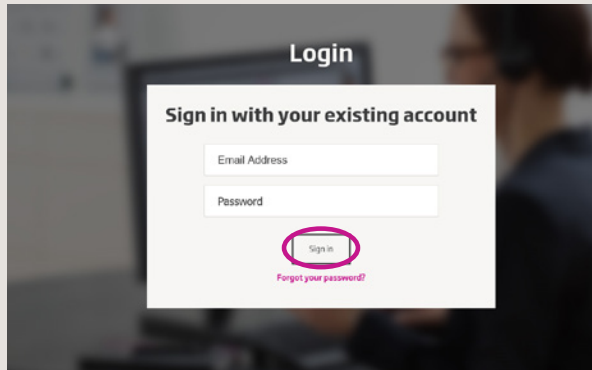 Login
Sign in with your existing account
Email Address
Password
Sign in
Forgot your password?